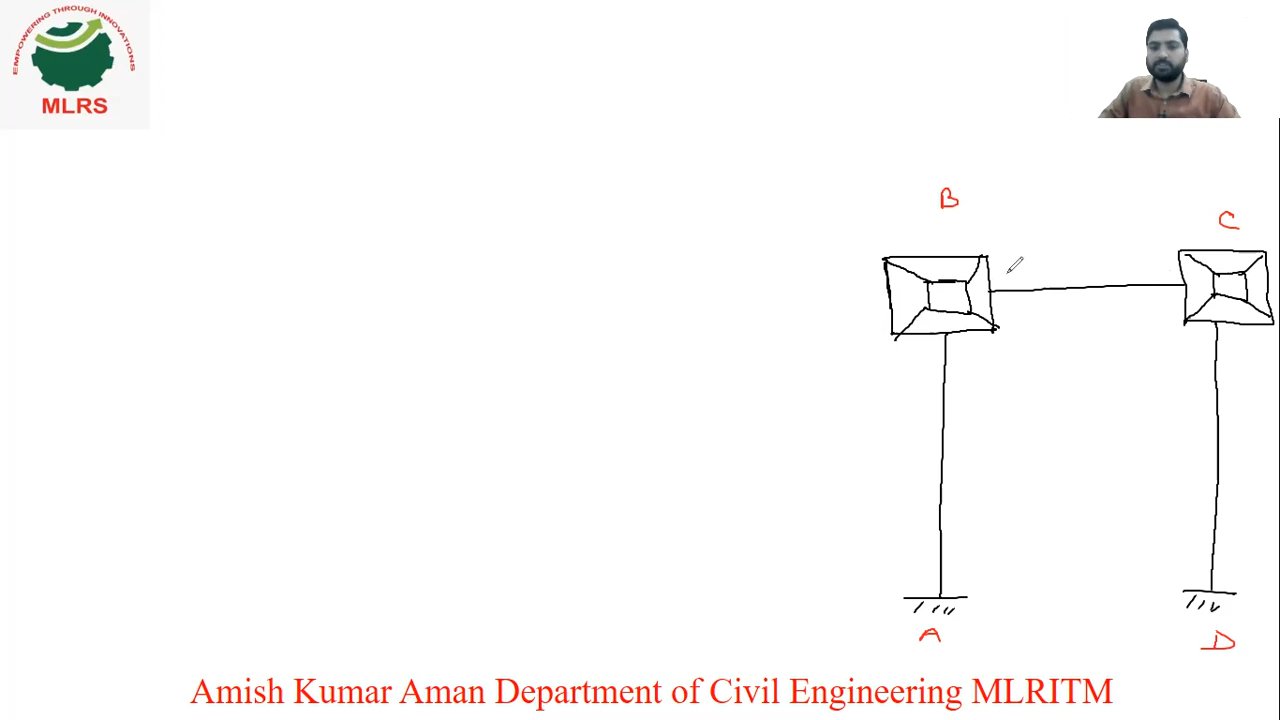 EMPOWERING THROUGH INNOVATIONS
MLRS
B
C
A
D
Amish Kumar Aman Department of Civil Engineering MLRITM